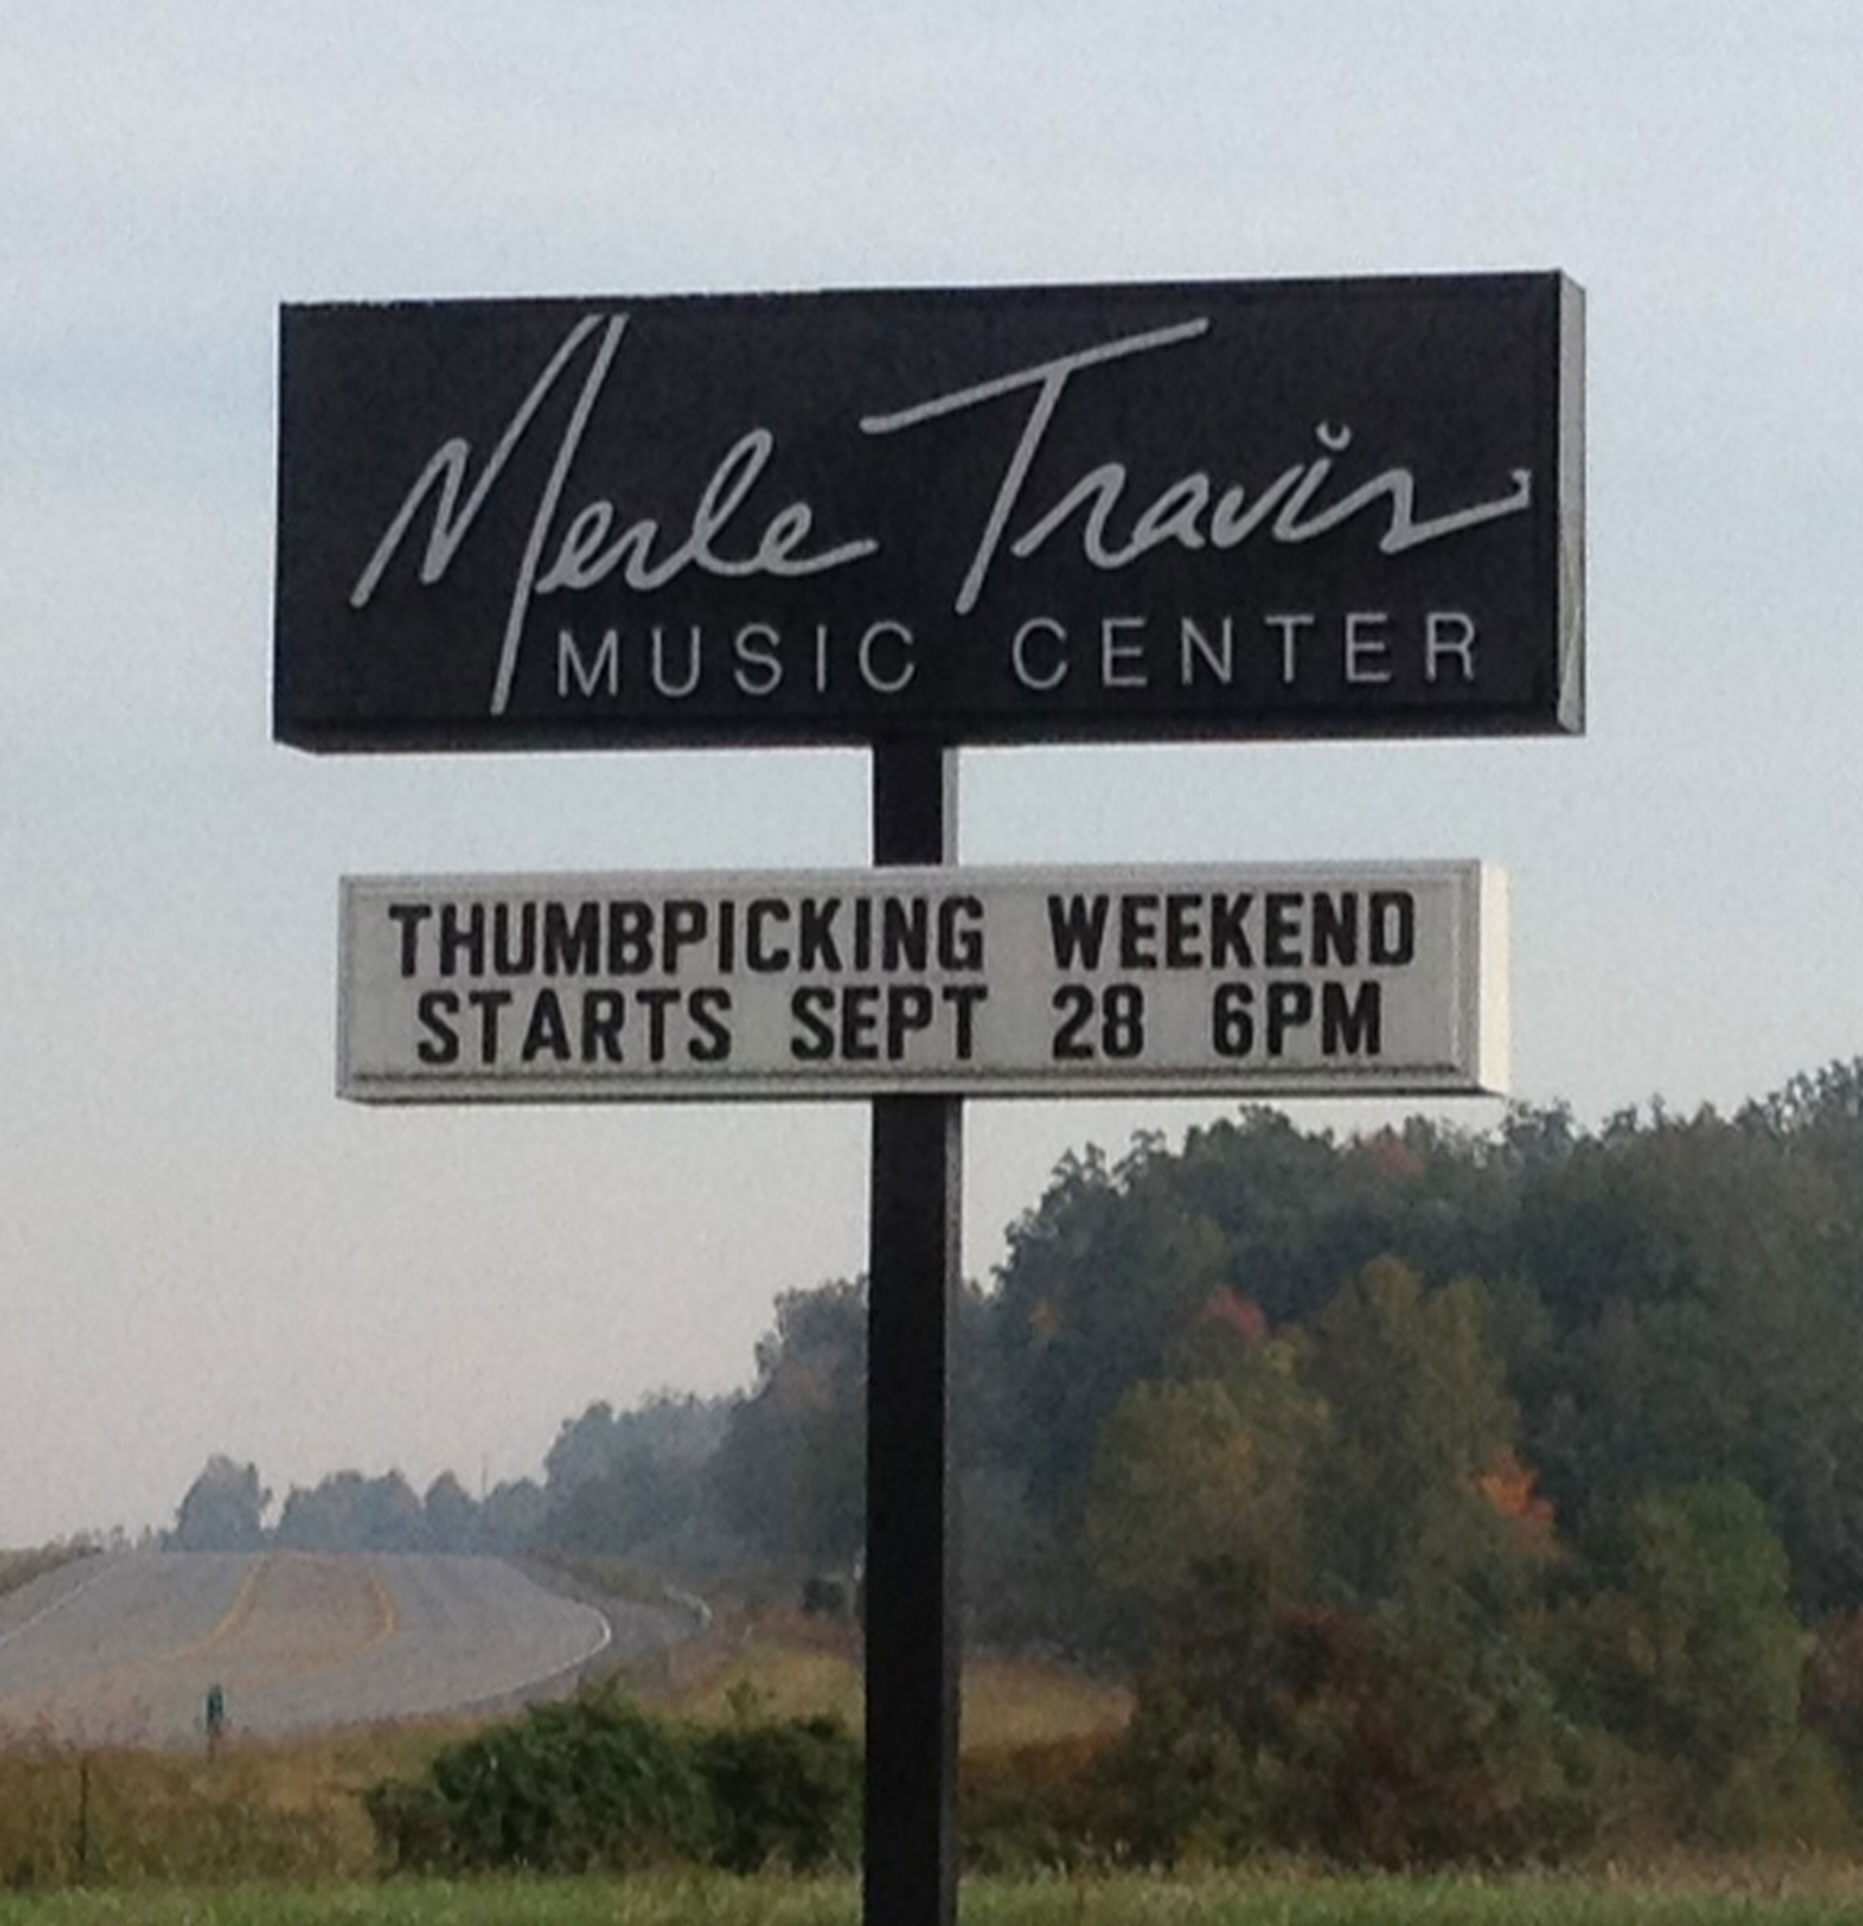 Merle Travis
MUSIC CENTER
THUMBPICKING WEEKEND
STARTS SEPT 28 6PM